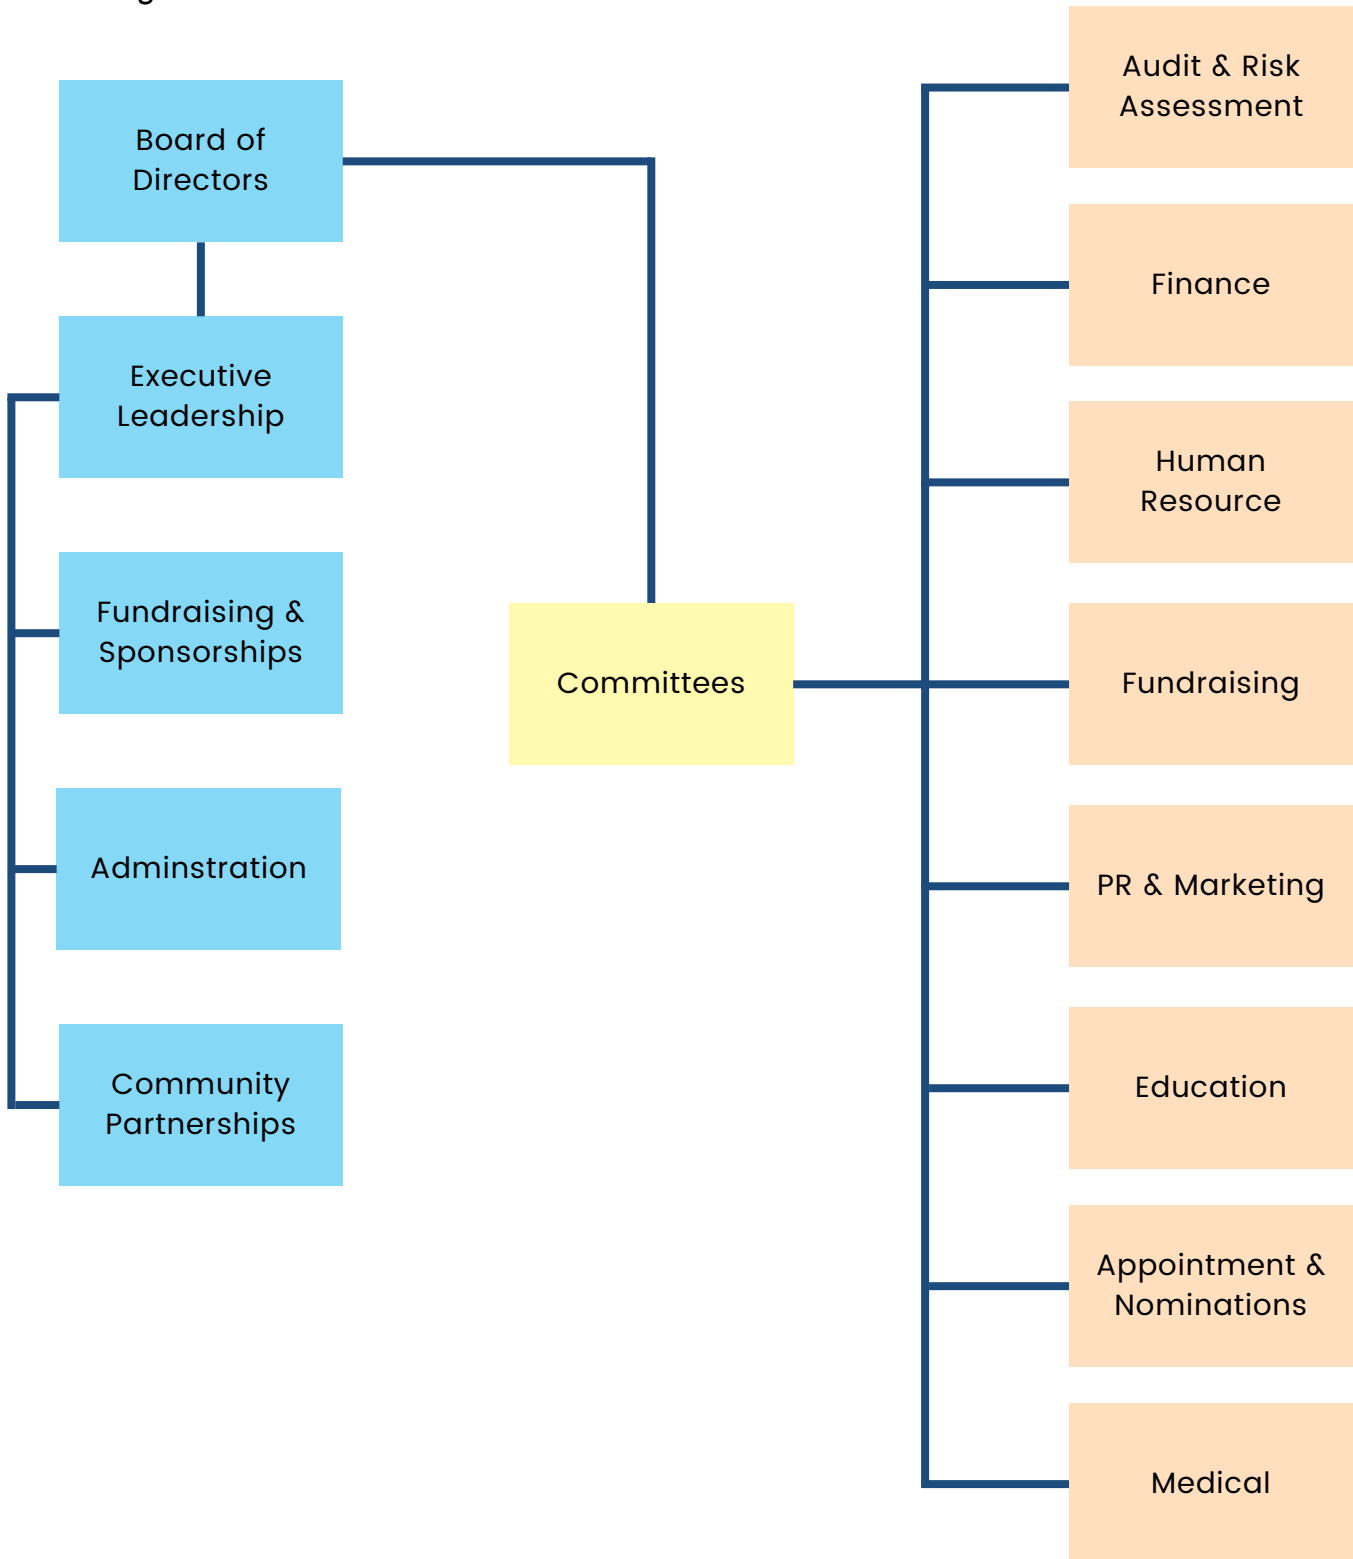 Board of
Directors
Executive
Leadership
Fundraising &
Sponsorships
Adminstration
Community
Partnerships
Committees
Audit & Risk
Assessment
Finance
Human
Resource
Fundraising
PR & Marketing
Education
Appointment &
Nominations
Medical